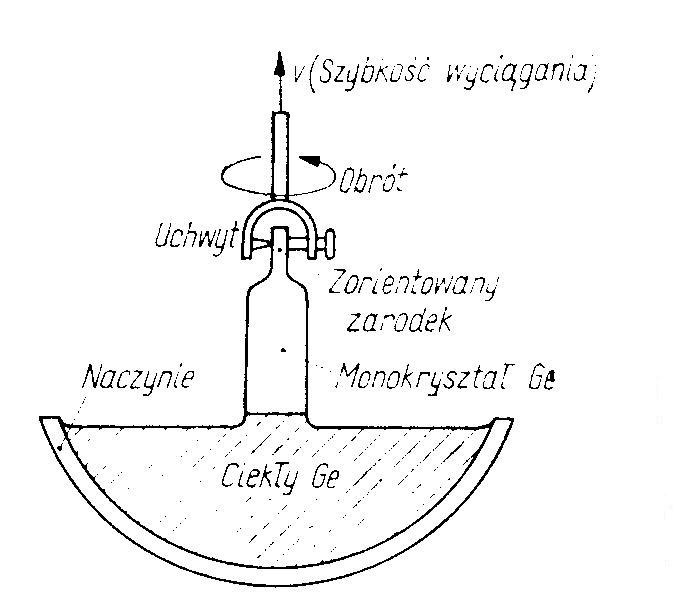 v (Szybkość wyciągania)
Obrót
Uchwyt
Zorientowany
zarodek
Naczynie
Monokryształ Ge
Ciekły Ge